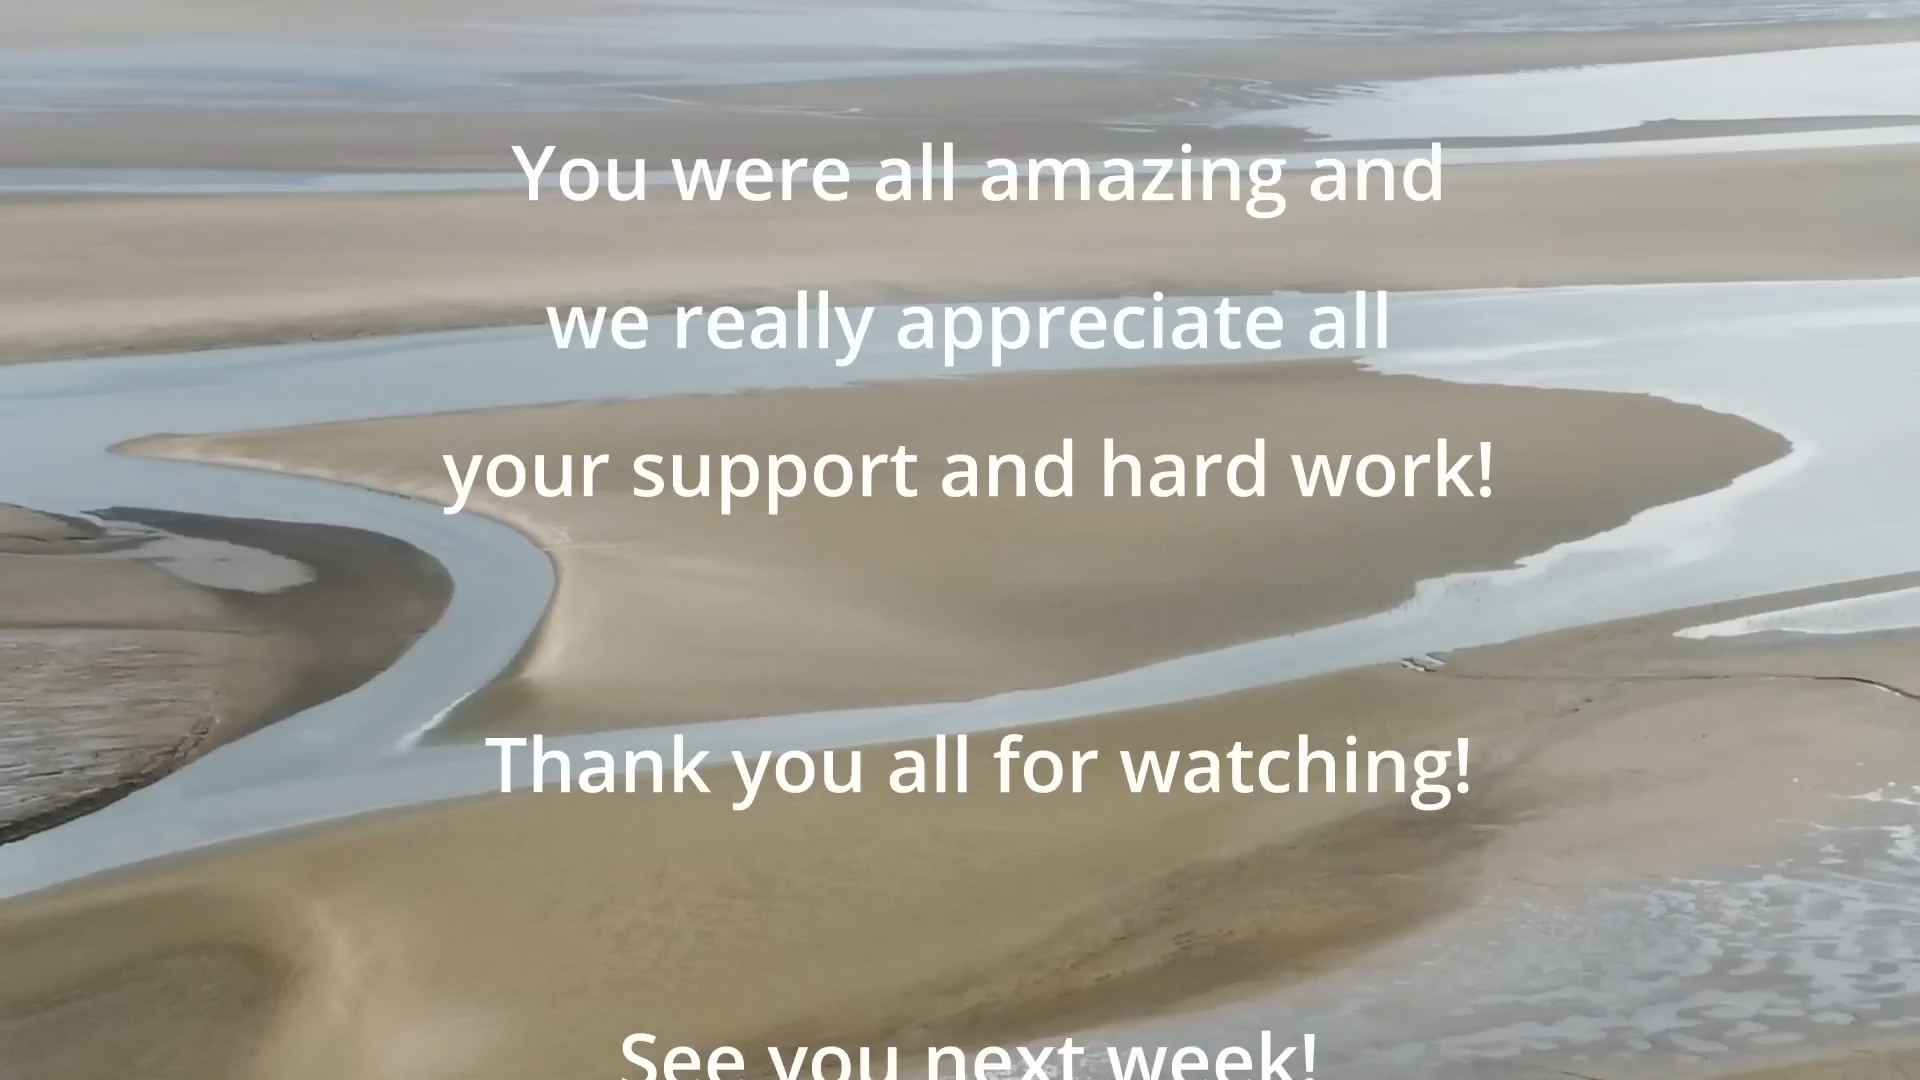 You were all amazing and
we really appreciate all
your support and hard work!
Thank you all for watching!
See you next week!